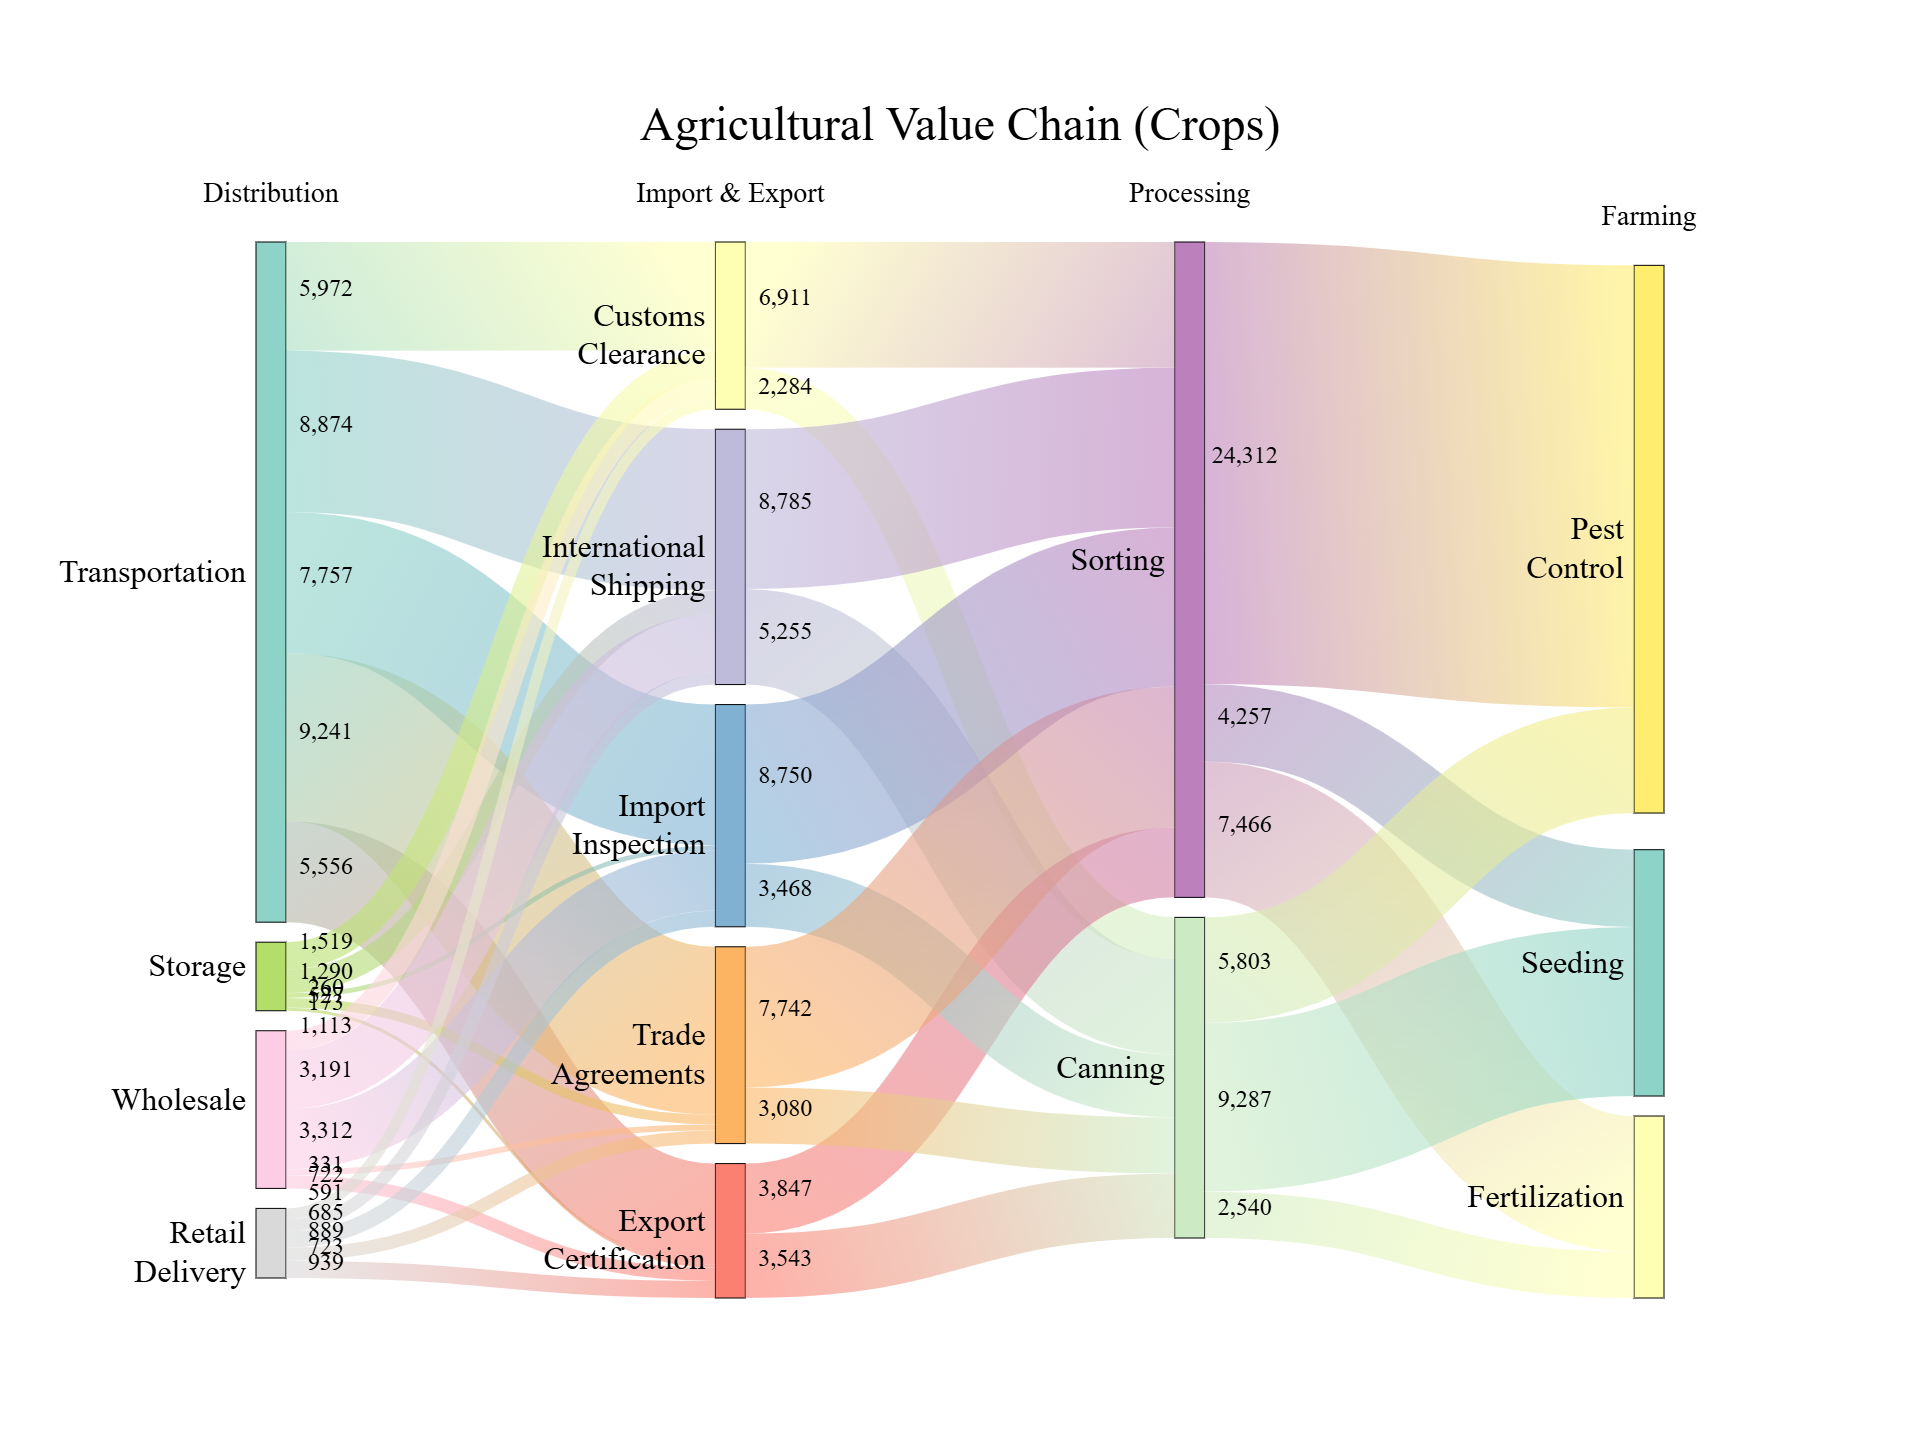 Agricultural Value Chain (Crops)
Distribution
Import & Export
Processing
Farming
5,972
8,874
7,757
9,241
5,556
Transportation
1,519
1,290
260
527
173
Storage
1,113
3,191
3,312
331
722
Wholesale
591
685
889
723
939
Retail
Delivery
Customs
Clearance
6,911
2,284
International
Shipping
8,785
5,255
Import
Inspection
8,750
3,468
Trade
Agreements
7,742
3,080
Export
Certification
3,847
3,543
Sorting
24,312
4,257
7,466
Canning
5,803
9,287
2,540
Pest
Control
Seeding
Fertilization